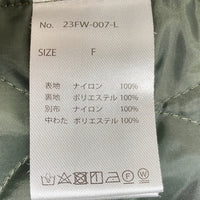 No. 23FW-007-L
SIZE F
表地 ナイロン 100%
裏地 ポリエステル 100%
別布 ナイロン 100%
中わた ポリエステル 100%